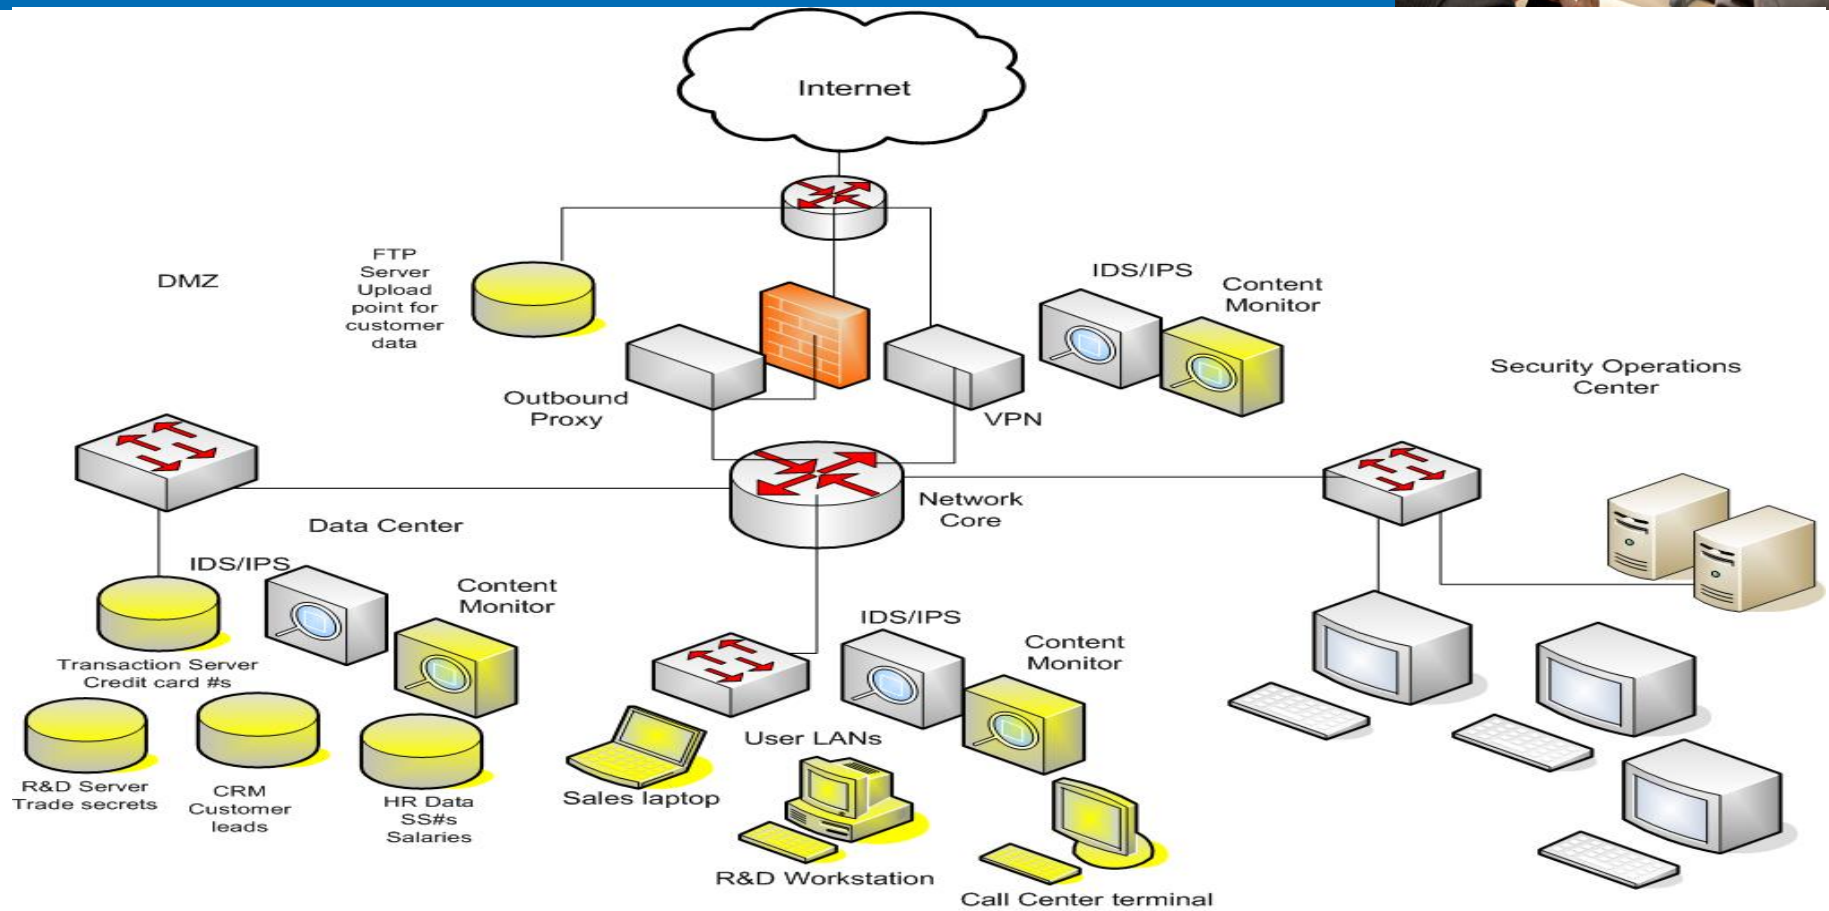 Internet
DMZ
FTP
Server
Upload
point for
customer
data
IDS/IPS
Content
Monitor
Outbound
Proxy
VPN
Security Operations
Center
Network
Core
Data Center
IDS/IPS
Content
Monitor
Transaction Server
Credit card #s
R&D Server
Trade secrets
CRM
Customer
leads
HR Data
SS#s
Salaries
IDS/IPS
Content
Monitor
User LANs
Sales laptop
R&D Workstation
Call Center terminal